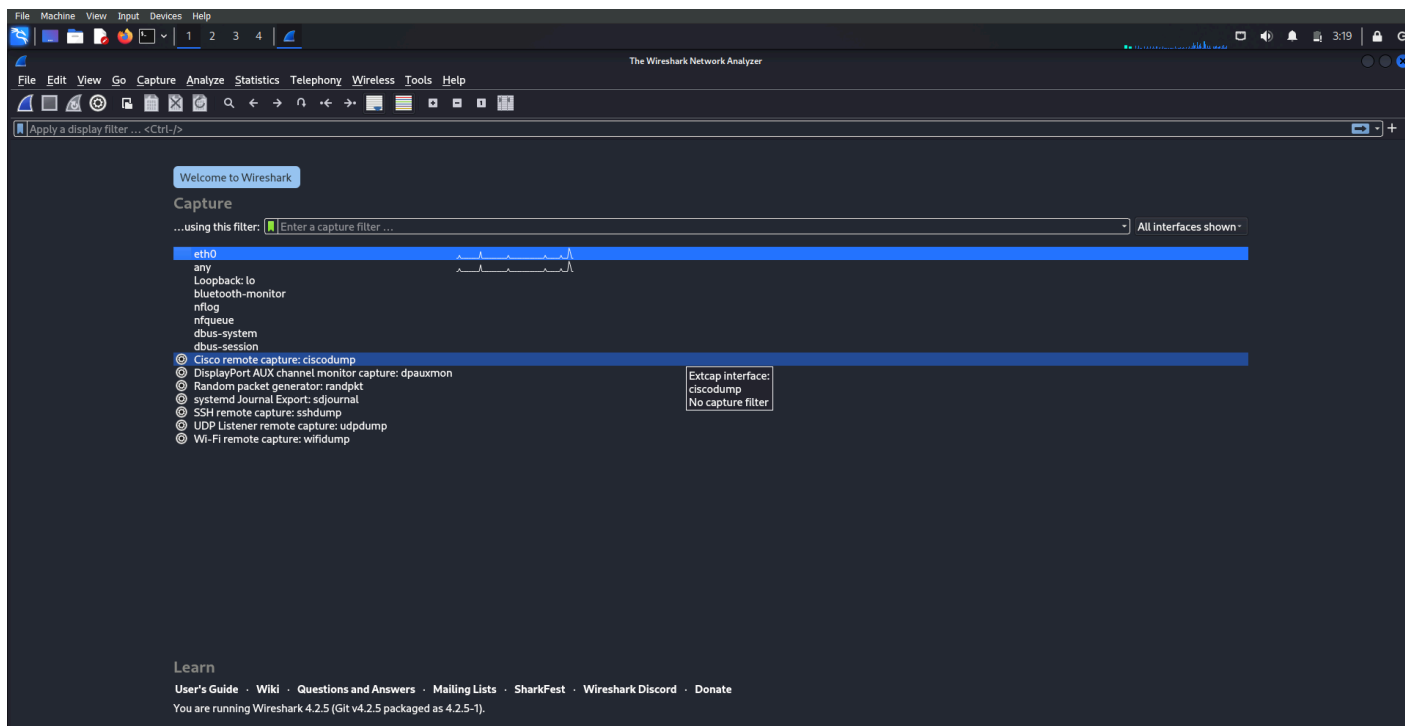 File Machine View Input Devices Help
1 2 3 4
3:19
The Wireshark Network Analyzer
File Edit View Go Capture Analyze Statistics Telephony Wireless Tools Help
Apply a display filter ... <Ctrl-/>
Welcome to Wireshark
Capture
...using this filter: Enter a capture filter ... All interfaces shown
eth0
any
Loopback: lo
bluetooth-monitor
nflog
nfqueue
dbus-system
dbus-session
Cisco remote capture: ciscodump
DisplayPort AUX channel monitor capture: dpauxmon
Random packet generator: randpkt
systemd Journal Export: sdjournal
SSH remote capture: sshdump
UDP Listener remote capture: udpdump
Wi-Fi remote capture: wifidump
Extcap interface:
ciscodump
No capture filter
Learn
User's Guide · Wiki · Questions and Answers · Mailing Lists · SharkFest · Wireshark Discord · Donate
You are running Wireshark 4.2.5 (Git v4.2.5 packaged as 4.2.5-1).